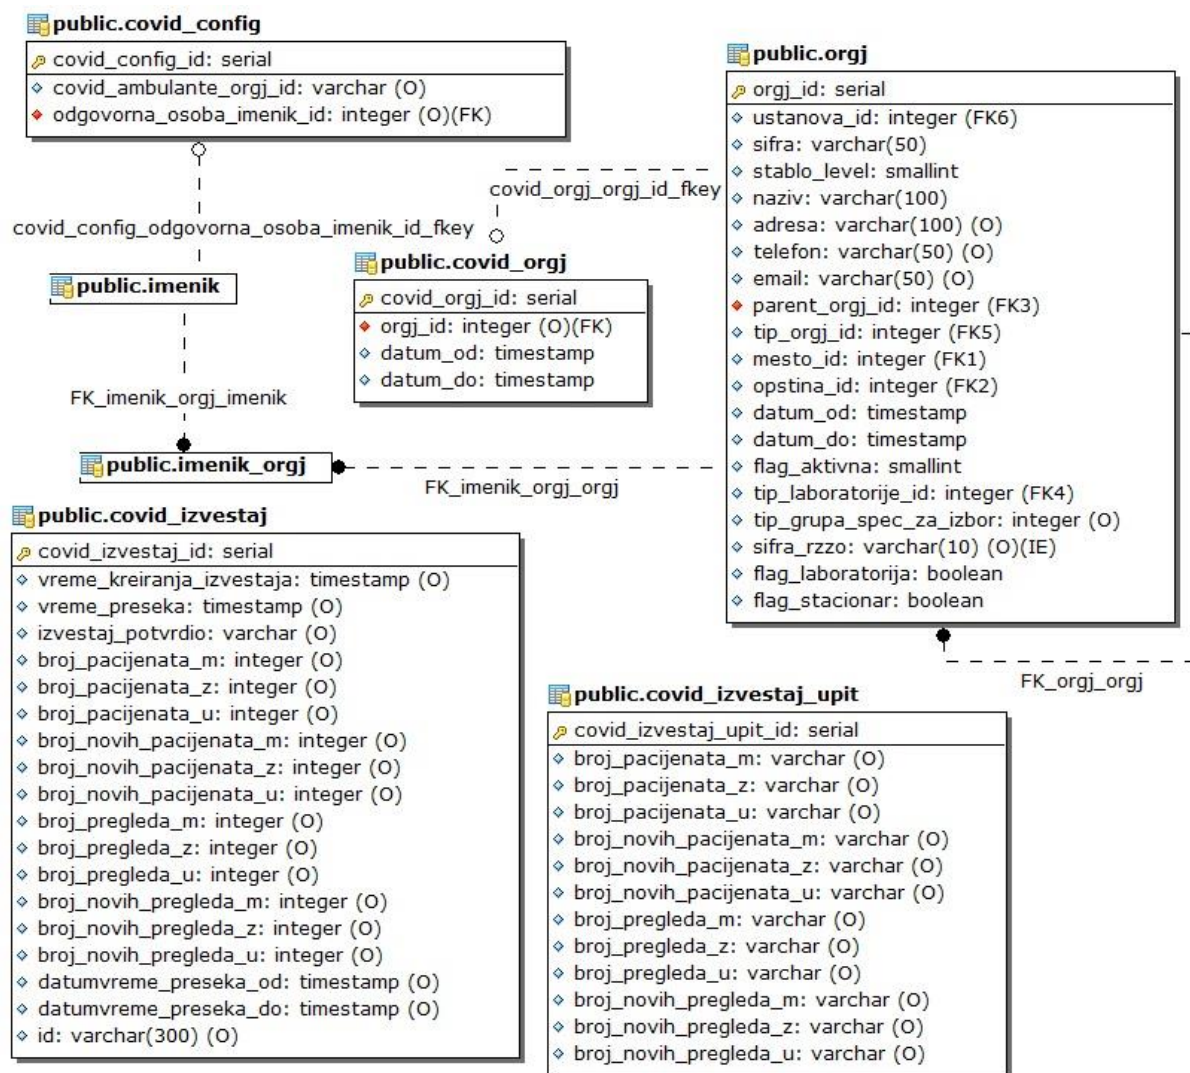 public.covid_config
covid_config_id: serial
covid_ambulante_orgj_id: varchar (O)
odgovorna_osoba_imenik_id: integer (O)(FK)
covid_config_odgovorna_osoba_imenik_id_fkey
public.imenik
FK_imenik_orgj_imenik
public.imenik_orgj
FK_imenik_orgj_orgj
covid_orgj_orgj_id_fkey
public.covid_orgj
covid_orgj_id: serial
orgj_id: integer (O)(FK)
datum_od: timestamp
datum_do: timestamp
public.orgj
orgj_id: serial
ustanova_id: integer (FK6)
sifra: varchar(50)
stablo_level: smallint
naziv: varchar(100)
adresa: varchar(100) (O)
telefon: varchar(50) (O)
email: varchar(50) (O)
parent_orgj_id: integer (FK3)
tip_orgj_id: integer (FK5)
mesto_id: integer (FK1)
opstina_id: integer (FK2)
datum_od: timestamp
datum_do: timestamp
flag_aktivna: smallint
tip_laboratorije_id: integer (FK4)
tip_grupa_spec_za_izbor: integer (O)
sifra_rzzo: varchar(10) (O)(IE)
flag_laboratorija: boolean
flag_stacionar: boolean
FK_orgj_orgj
public.covid_izvestaj
covid_izvestaj_id: serial
vreme_kreiranja_izvestaja: timestamp (O)
vreme_preseka: timestamp (O)
izvestaj_potvrdio: varchar (O)
broj_pacijenata_m: integer (O)
broj_pacijenata_z: integer (O)
broj_pacijenata_u: integer (O)
broj_novih_pacijenata_m: integer (O)
broj_novih_pacijenata_z: integer (O)
broj_novih_pacijenata_u: integer (O)
broj_pregleda_m: integer (O)
broj_pregleda_z: integer (O)
broj_pregleda_u: integer (O)
broj_novih_pregleda_m: integer (O)
broj_novih_pregleda_z: integer (O)
broj_novih_pregleda_u: integer (O)
datumvreme_preseka_od: timestamp (O)
datumvreme_preseka_do: timestamp (O)
id: varchar(300) (O)
public.covid_izvestaj_upit
covid_izvestaj_upit_id: serial
broj_pacijenata_m: varchar (O)
broj_pacijenata_z: varchar (O)
broj_pacijenata_u: varchar (O)
broj_novih_pacijenata_m: varchar (O)
broj_novih_pacijenata_z: varchar (O)
broj_novih_pacijenata_u: varchar (O)
broj_pregleda_m: varchar (O)
broj_pregleda_z: varchar (O)
broj_pregleda_u: varchar (O)
broj_novih_pregleda_m: varchar (O)
broj_novih_pregleda_z: varchar (O)
broj_novih_pregleda_u: varchar (O)